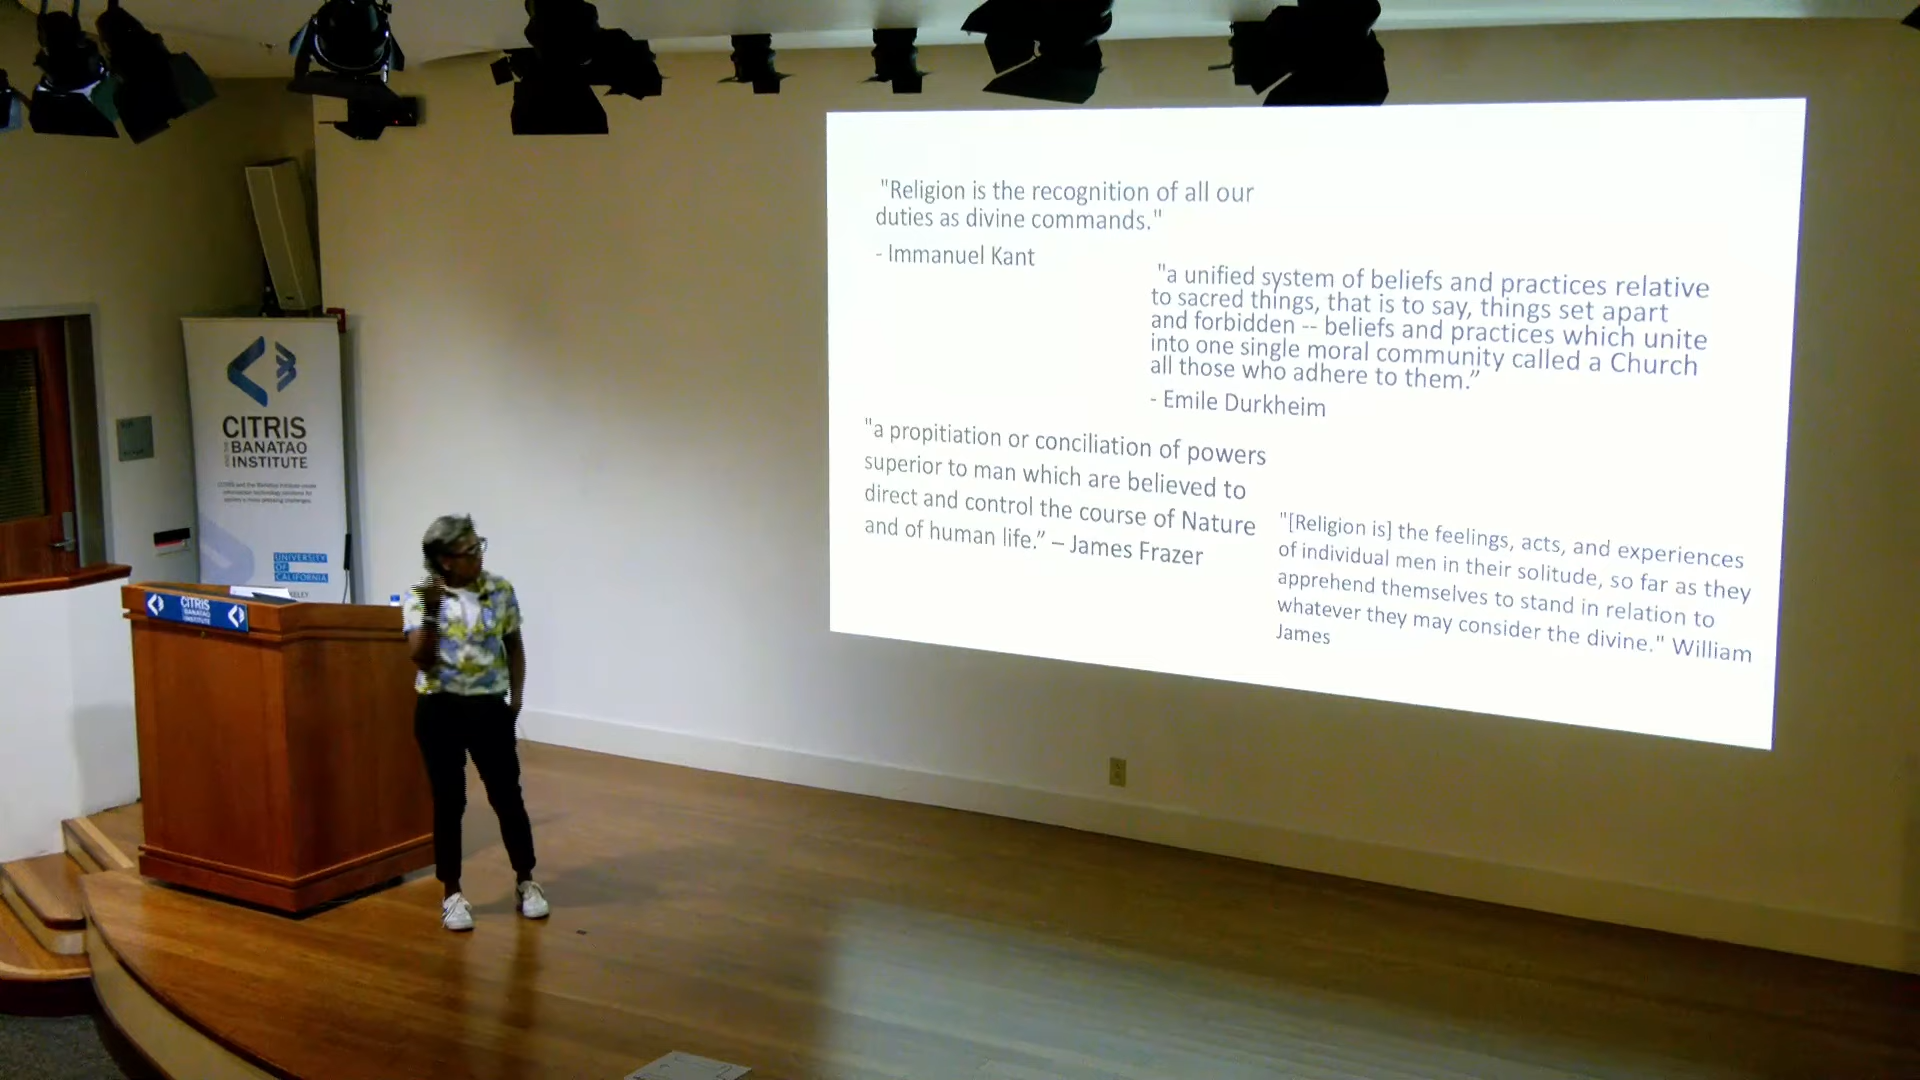 "Religion is the recognition of all our
duties as divine commands."
- Immanuel Kant
"a unified system of beliefs and practices relative
to sacred things, that is to say, things set apart
and forbidden -- beliefs and practices which unite
into one single moral community called a Church
all those who adhere to them.”
- Emile Durkheim
"a propitiation or conciliation of powers
superior to man which are believed to
direct and control the course of Nature
and of human life.” – James Frazer
"[Religion is] the feelings, acts, and experiences
of individual men in their solitude, so far as they
apprehend themselves to stand in relation to
whatever they may consider the divine." William
James
CITRIS
AND THE
BANATAO
INSTITUTE
UNIVERSITY
OF
CALIFORNIA
CITRIS
BANATAO
INSTITUTE